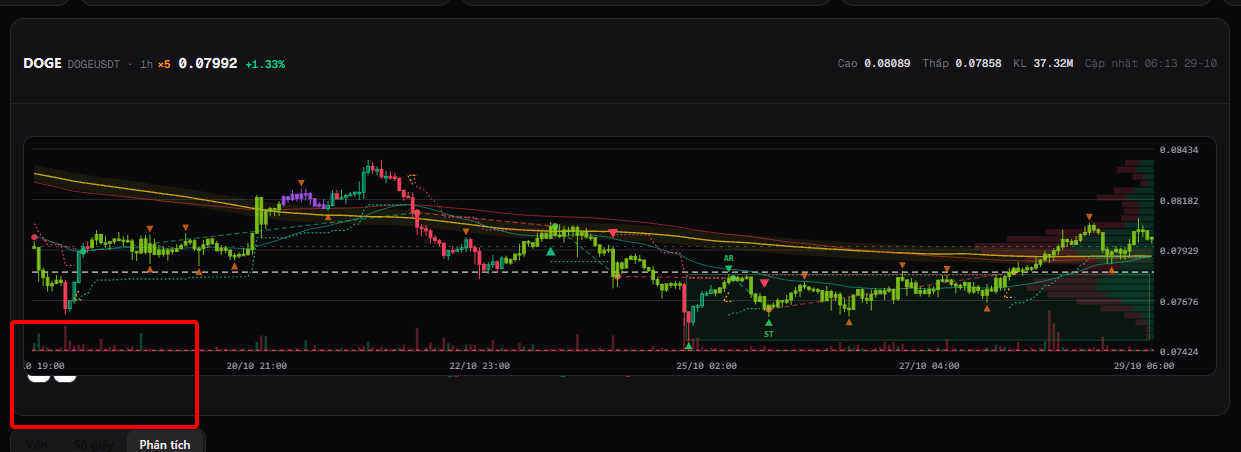 DOGE DOGEUSDT · 1h ×5 0.07992 +1.33%
Cao 0.08089 Thấp 0.07858 KL 37.32M Cập nhật 06:13 29-10
0.08434
0.08182
0.07929
AR
0.07676
ST
0.07424
19:00 20/10 21:00 22/10 23:00 25/10 02:00 27/10 04:00 29/10 06:00
Vốn Sổ giấy Phân tích